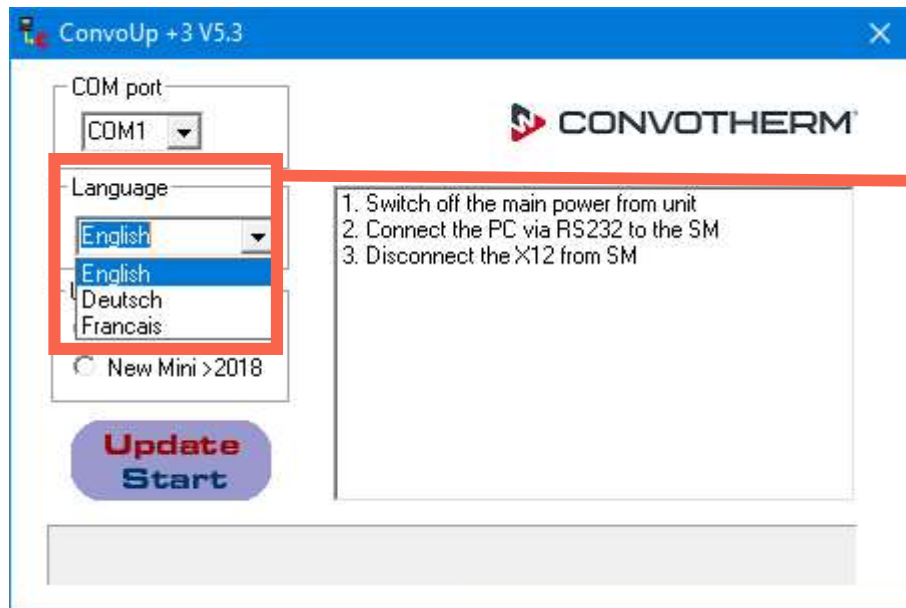 ConvoUp +3 V5.3
COM port
COM1
CONVOTHERM
Language
English
English
Deutsch
Francais
New Mini >2018
1. Switch off the main power from unit
2. Connect the PC via RS232 to the SM
3. Disconnect the X12 from SM
Update
Start